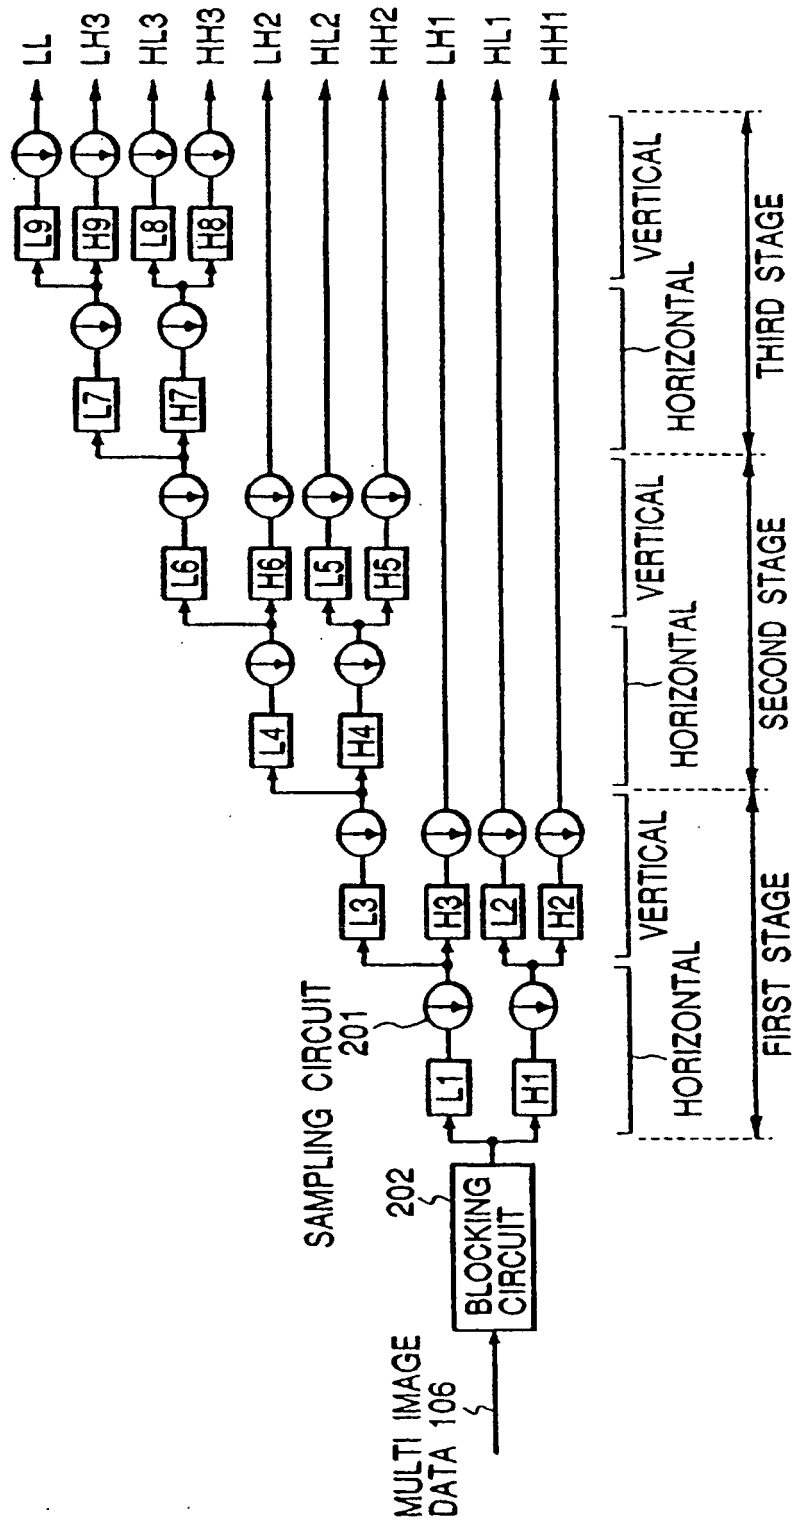 MULTI IMAGE
DATA 106
202
BLOCKING
CIRCUIT
SAMPLING CIRCUIT
201
L1
H1
L3
H3
L2
H2
L4
H4
L6
H6
L5
H5
L7
H7
L9
H9
L8
H8
LL
LH3
HL3
HH3
LH2
HL2
HH2
LH1
HL1
HH1
HORIZONTAL
VERTICAL
HORIZONTAL
VERTICAL
HORIZONTAL
VERTICAL
FIRST STAGE
SECOND STAGE
THIRD STAGE